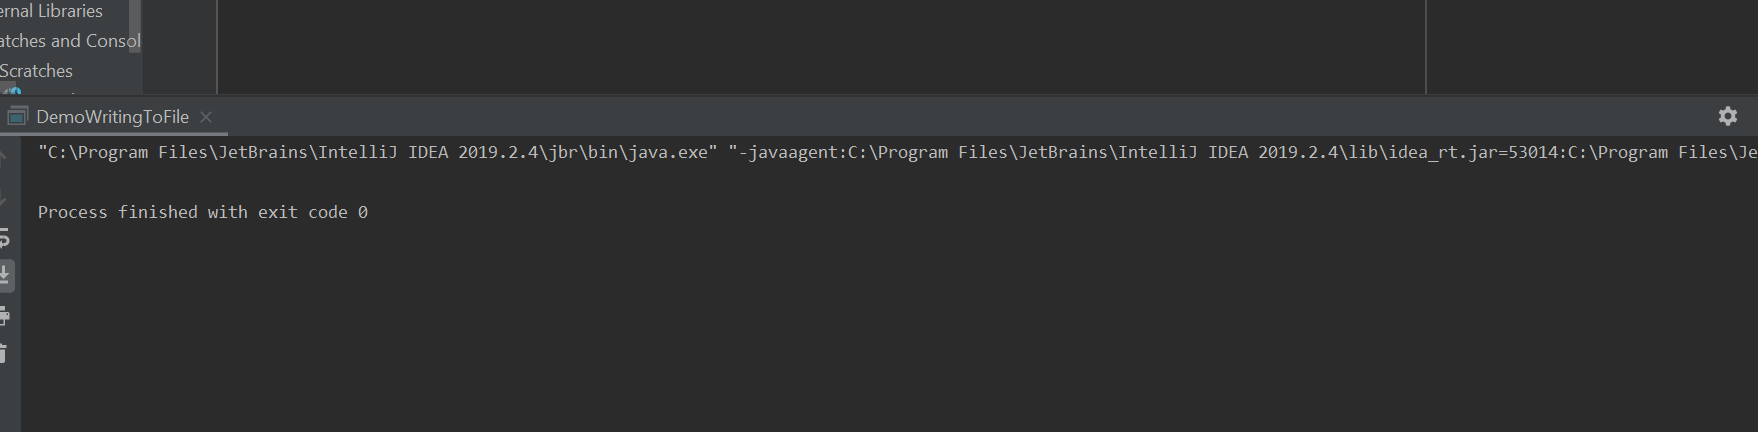 ernal Libraries
atches and Consol
Scratches
DemoWritingToFile
"C:\Program Files\JetBrains\IntelliJ IDEA 2019.2.4\jbr\bin\java.exe" "-javaagent:C:\Program Files\JetBrains\IntelliJ IDEA 2019.2.4\lib\idea_rt.jar=53014:C:\Program Files\Je
Process finished with exit code 0